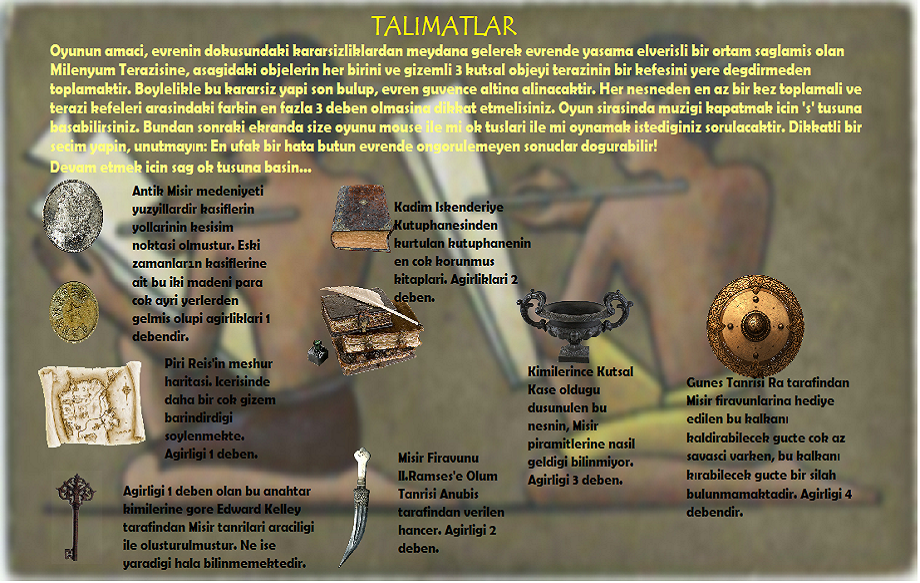 TALIMATLAR
Oyunun amaci, evrenin dokusundaki kararsizliklardan meydana gelerek evrende yasama elverisli bir ortam saglamis olan
Milenyum Terazisine, asagidaki objelerin her birini ve gizemli 3 kutsal objeyi terazinin bir kefesini yere degdirmeden
toplamaktir. Boylelikle bu kararsiz yapi son bulup, evren guvence altina alinacaktir. Her nesneden en az bir kez toplamali ve
terazi kefeleri arasindaki farkin en fazla 3 deben olmasina dikkat etmelisiniz. Oyun sirasinda muzigi kapatmak icin 's' tusuna
basabilirsiniz. Bundan sonraki ekranda size oyunu mouse ile mi ok tuslari ile mi oynamak istediginiz sorulacaktir. Dikkatli bir
secim yapin, unutmayin: En ufak bir hata butun evrende ongorulemeyen sonuclar dogurabilir!
Devam etmek icin sag ok tusuna basin...
Antik Misir medeniyeti
yuzyillardir kasiflerin
yollarinin kesisim
noktasi olmustur. Eski
zamanların kasiflerine
ait bu iki madeni para
cok ayri yerlerden
gelmis olupi agirliklari 1
debendir.
Kadim Iskenderiye
Kutuphanesinden
kurtulan kutuphanenin
en cok korunmus
kitaplari. Agirliklari 2
deben.
Piri Reis'in meshur
haritasi. Icerisinde
daha bir cok gizem
barindirdigi
soylenmekte.
Agirligi 1 deben.
Kimilerince Kutsal
Kase oldugu
dusunulen bu
nesnin, Misir
piramitlerine nasil
geldigi bilinmiyor.
Agirligi 3 deben.
Gunes Tanrisi Ra tarafindan
Misir firavunlarina hediye
edilen bu kalkanı
kaldirabilecek gucte cok az
savasci varken, bu kalkanı
kırabilecek gucte bir silah
bulunmamaktadir. Agirligi 4
debendir.
Agirligi 1 deben olan bu anahtar
kimilerine gore Edward Kelley
tarafindan Misir tanrilari araciligi
ile olusturulmustur. Ne ise
yaradigi hala bilinmemektedir.
Misir Firavunu
II.Ramses'e Olum
Tanrisi Anubis
tarafindan verilen
hancer. Agirligi 2
deben.